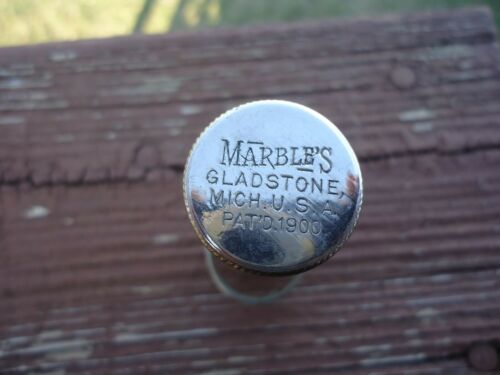 MARBLE'S
GLADSTONE,
MICH. U.S.A.
PAT'D.1900